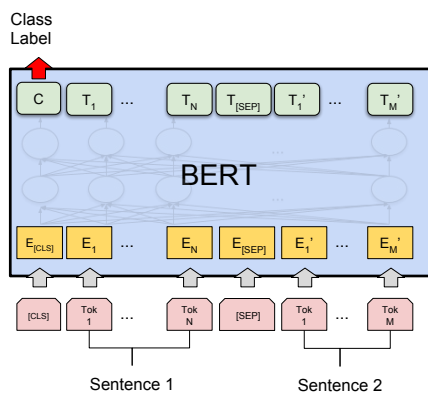 Class
Label
C T1 ... TN T[SEP] T1' ... TM'
...
BERT
...
E[CLS] E1 ... EN E[SEP] E1' ... EM'
[CLS] Tok 1 ... Tok N [SEP] Tok 1 ... Tok M
Sentence 1 Sentence 2